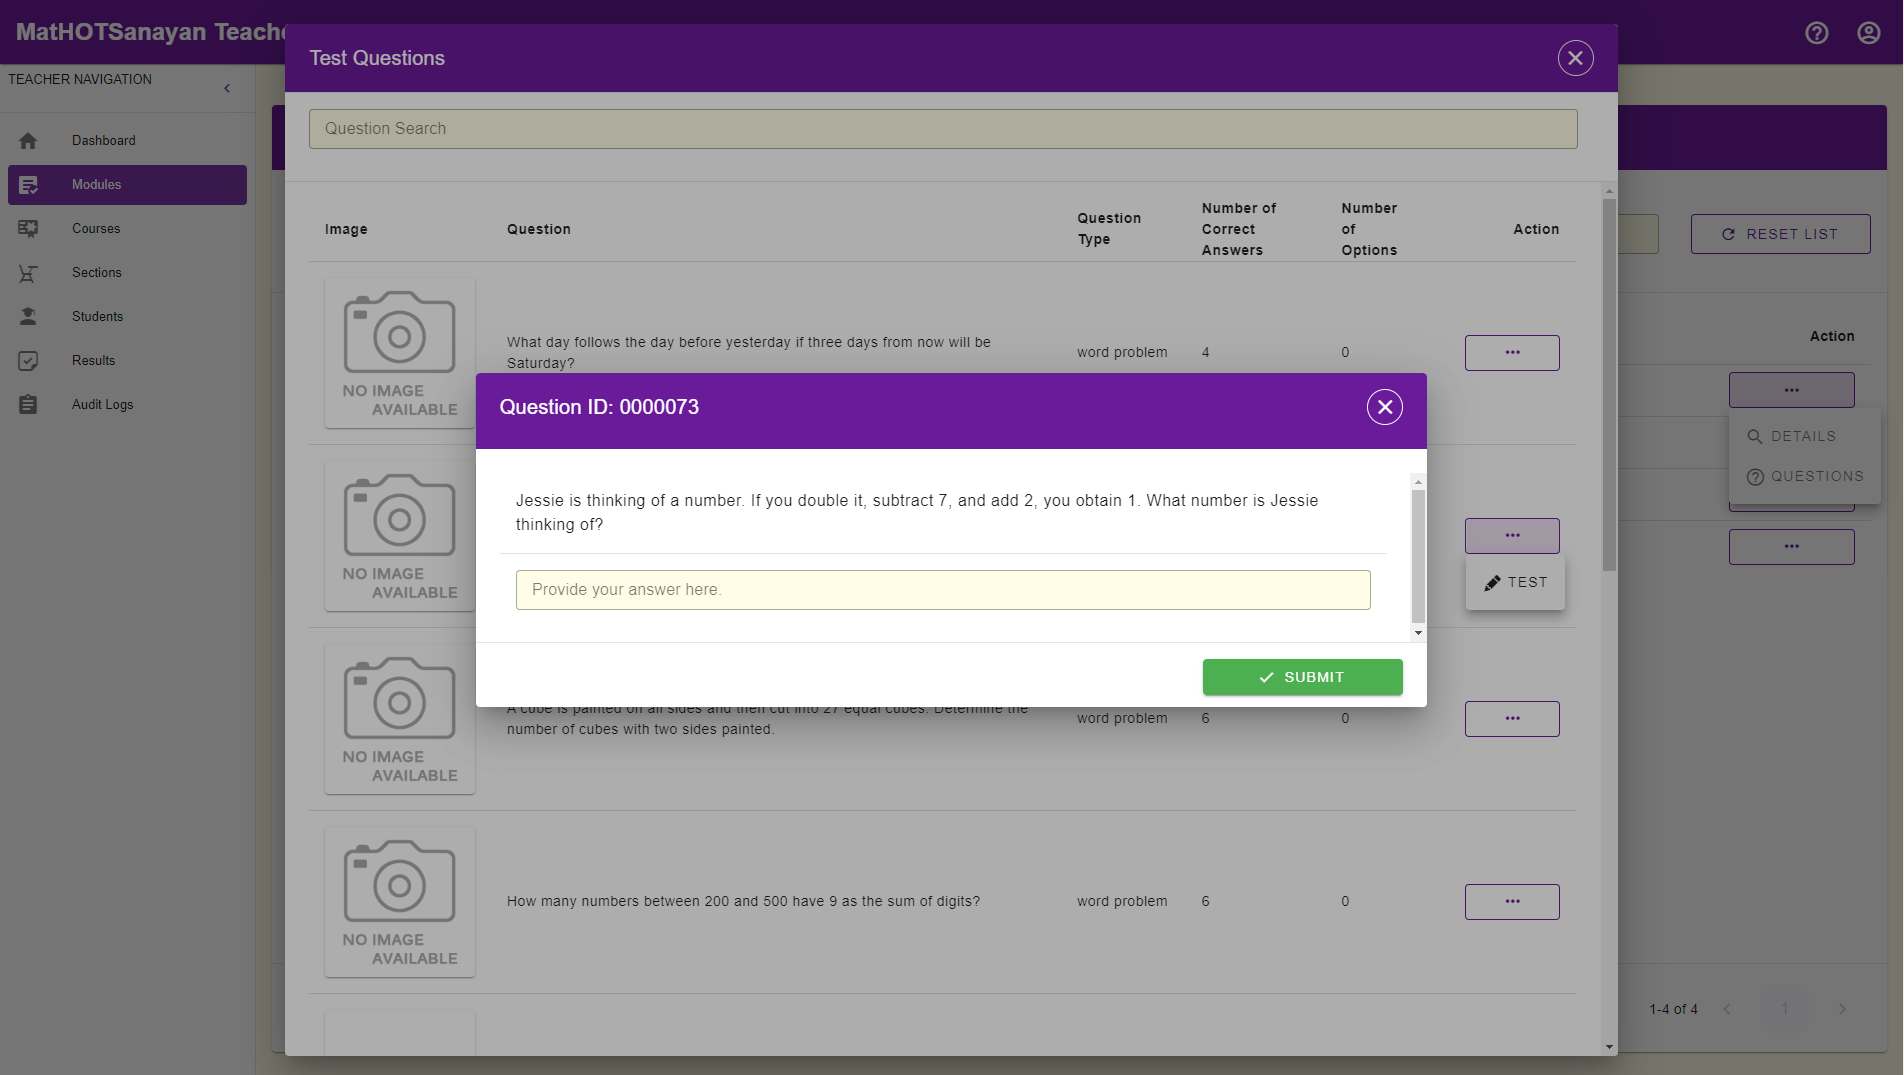 MatHOTSanayan Teache
TEACHER NAVIGATION
Dashboard
Modules
Courses
Sections
Students
Results
Audit Logs
Test Questions
Question Search
Image
Question
Question
Type
Number of
Correct
Answers
Number
of
Options
Action
NO IMAGE
AVAILABLE
What day follows the day before yesterday if three days from now will be
Saturday?
word problem
4
0
NO IMAGE
AVAILABLE
TEST
Question ID: 0000073
Jessie is thinking of a number. If you double it, subtract 7, and add 2, you obtain 1. What number is Jessie
thinking of?
Provide your answer here.
SUBMIT
NO IMAGE
AVAILABLE
A cube is painted on all sides and then cut into 27 equal cubes. Determine the
number of cubes with two sides painted.
word problem
6
0
NO IMAGE
AVAILABLE
How many numbers between 200 and 500 have 9 as the sum of digits?
word problem
6
0
RESET LIST
Action
DETAILS
QUESTIONS
1-4 of 4
1